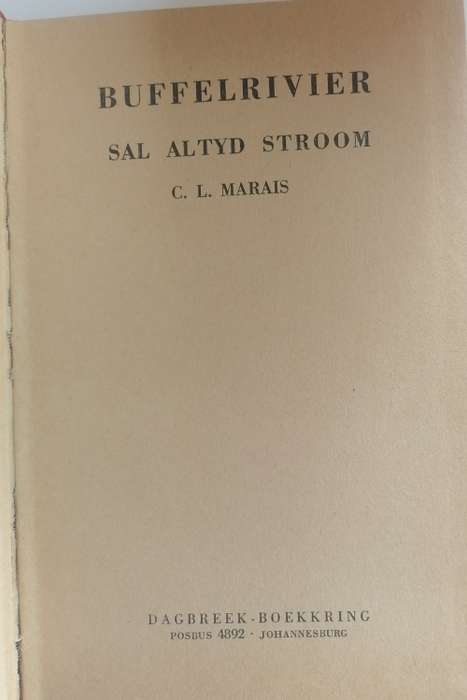 BUFFELRIVIER
SAL ALTYD STROOM
C. L. MARAIS
DAGBREEK-BOEKKRING
POSBUS 4892 · JOHANNESBURG